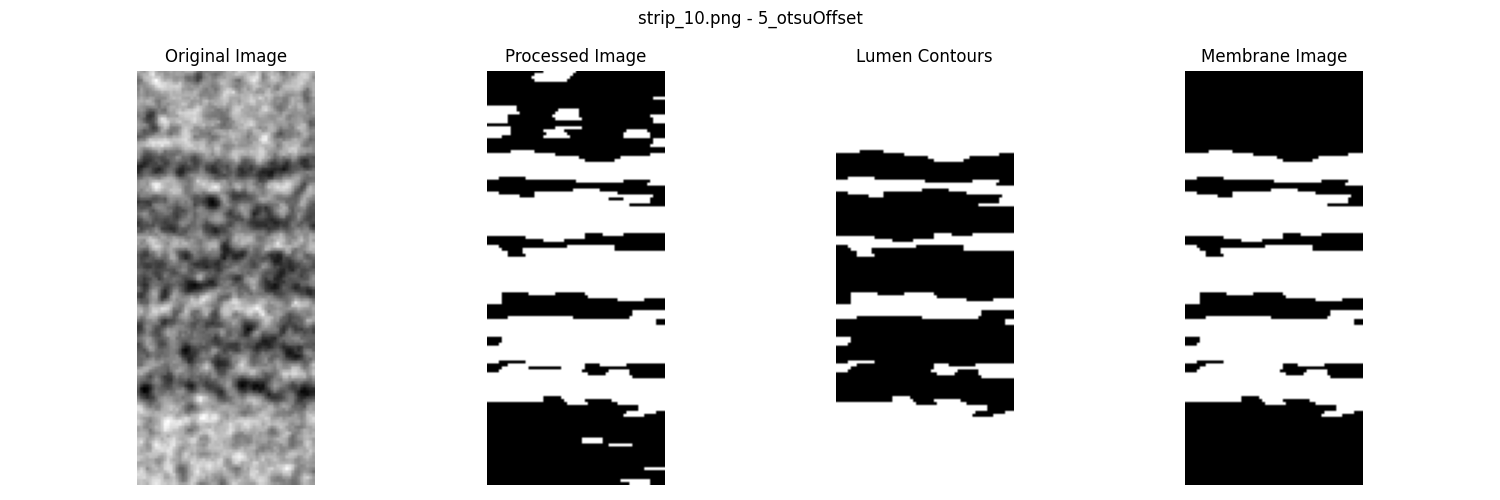 strip_10.png - 5_otsuOffset
Original Image
Processed Image
Lumen Contours
Membrane Image